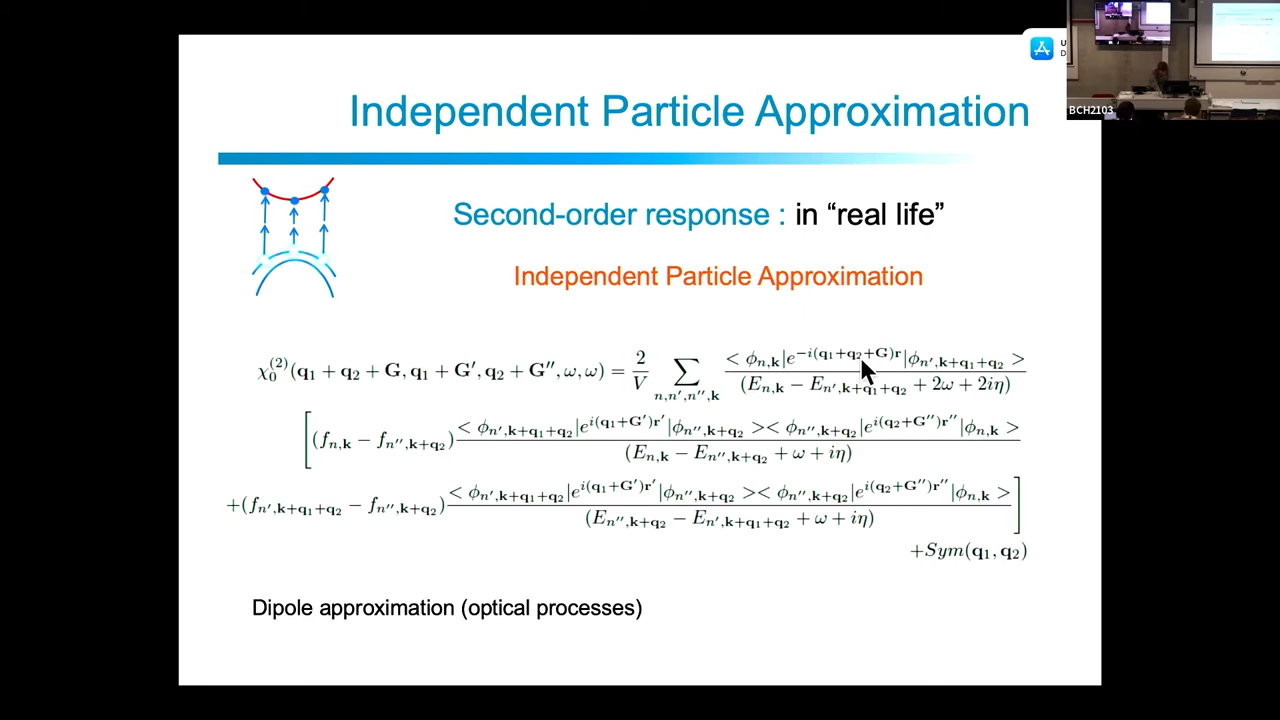 Independent Particle Approximation
U
D
BCH2103
Second-order response : in “real life”
Independent Particle Approximation
χ₀⁽²⁾(q₁ + q₂ + G, q₁ + G′, q₂ + G″, ω, ω) = 2/V ∑_{n,n′,n″,k} < ϕ_{n,k}|e^{−i(q₁+q₂+G)r}|ϕ_{n′,k+q₁+q₂} > / (E_{n,k} − E_{n′,k+q₁+q₂} + 2ω + 2iη)
[(f_{n,k} − f_{n″,k+q₂}) < ϕ_{n′,k+q₁+q₂}|e^{i(q₁+G′)r′}|ϕ_{n″,k+q₂} >< ϕ_{n″,k+q₂}|e^{i(q₂+G″)r″}|ϕ_{n,k} > / (E_{n,k} − E_{n″,k+q₂} + ω + iη)
+(f_{n′,k+q₁+q₂} − f_{n″,k+q₂}) < ϕ_{n′,k+q₁+q₂}|e^{i(q₁+G′)r′}|ϕ_{n″,k+q₂} >< ϕ_{n″,k+q₂}|e^{i(q₂+G″)r″}|ϕ_{n,k} > / (E_{n″,k+q₂} − E_{n′,k+q₁+q₂} + ω + iη)]
+Sym(q₁, q₂)
Dipole approximation (optical processes)